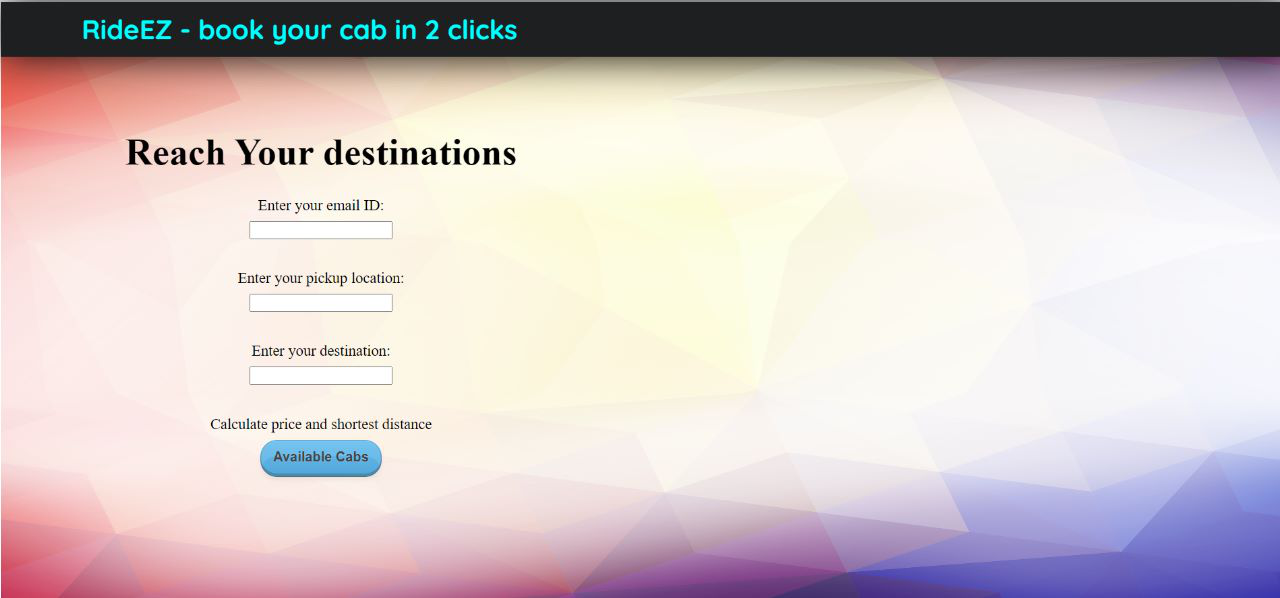 RideEZ - book your cab in 2 clicks
Reach Your destinations
Enter your email ID:
Enter your pickup location:
Enter your destination:
Calculate price and shortest distance
Available Cabs